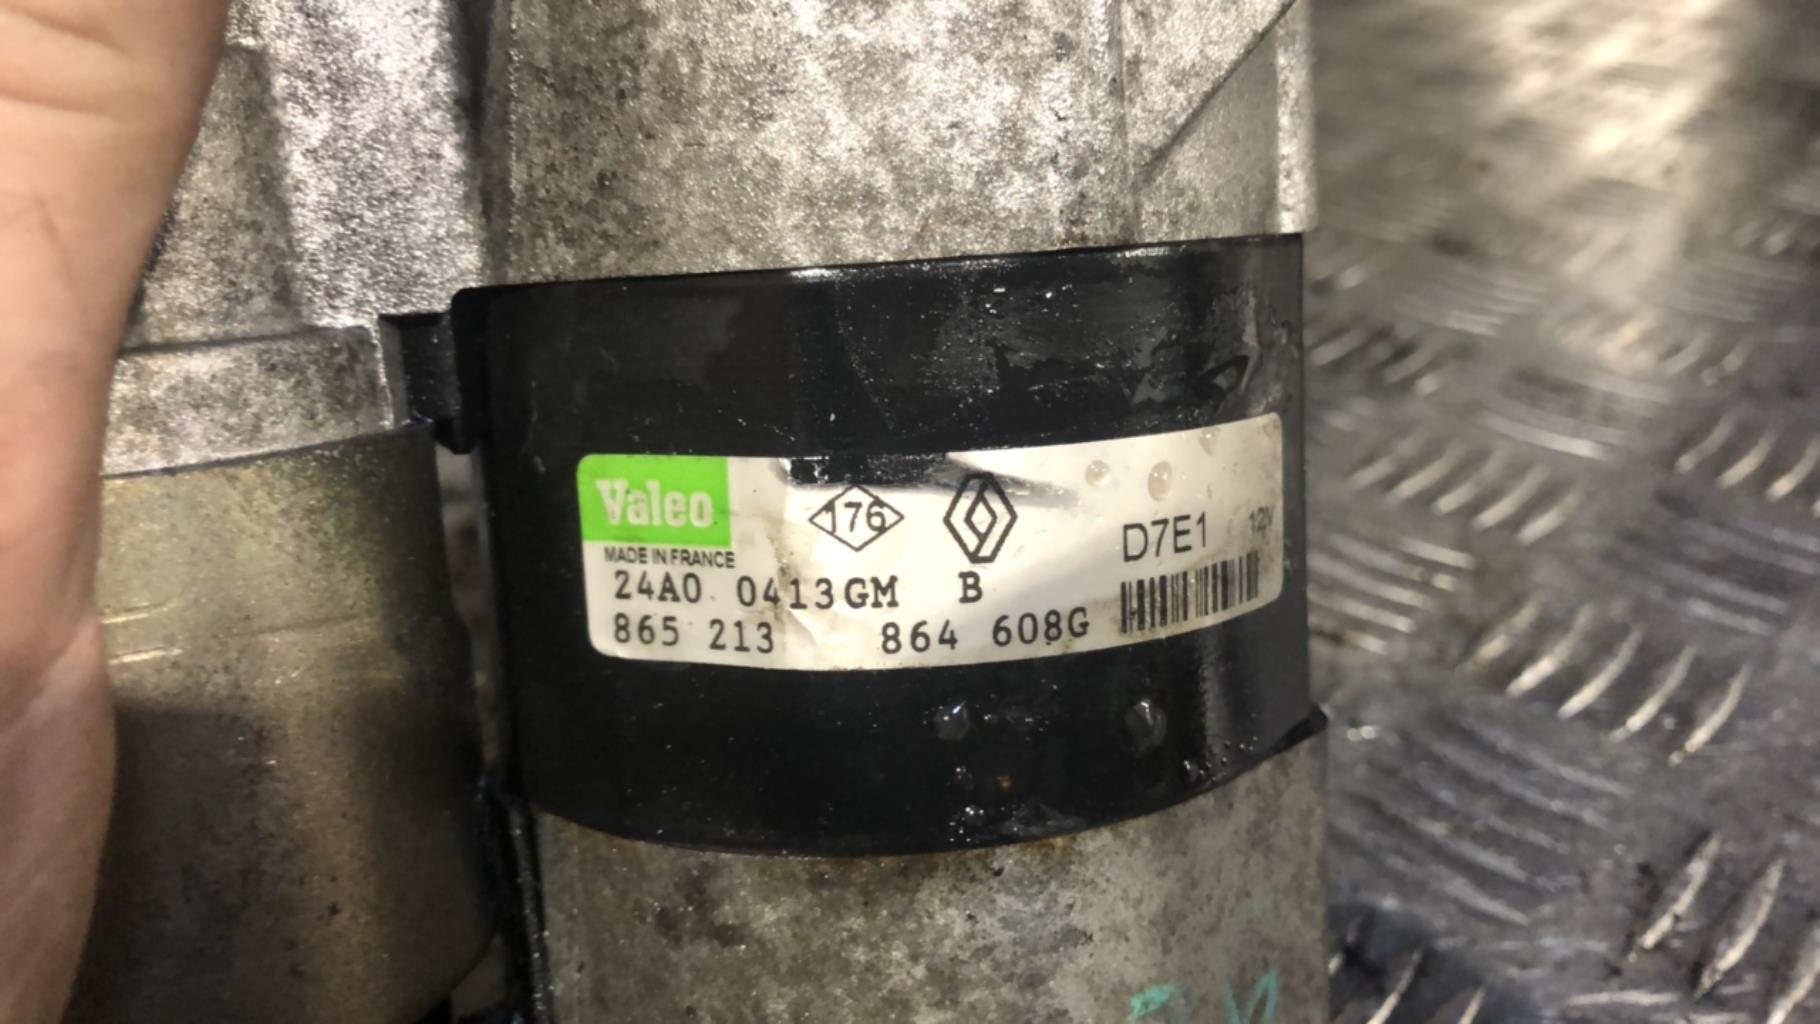 Valeo 176 D7E1 12V
MADE IN FRANCE
24A0 0413GM B
865 213 864 608G